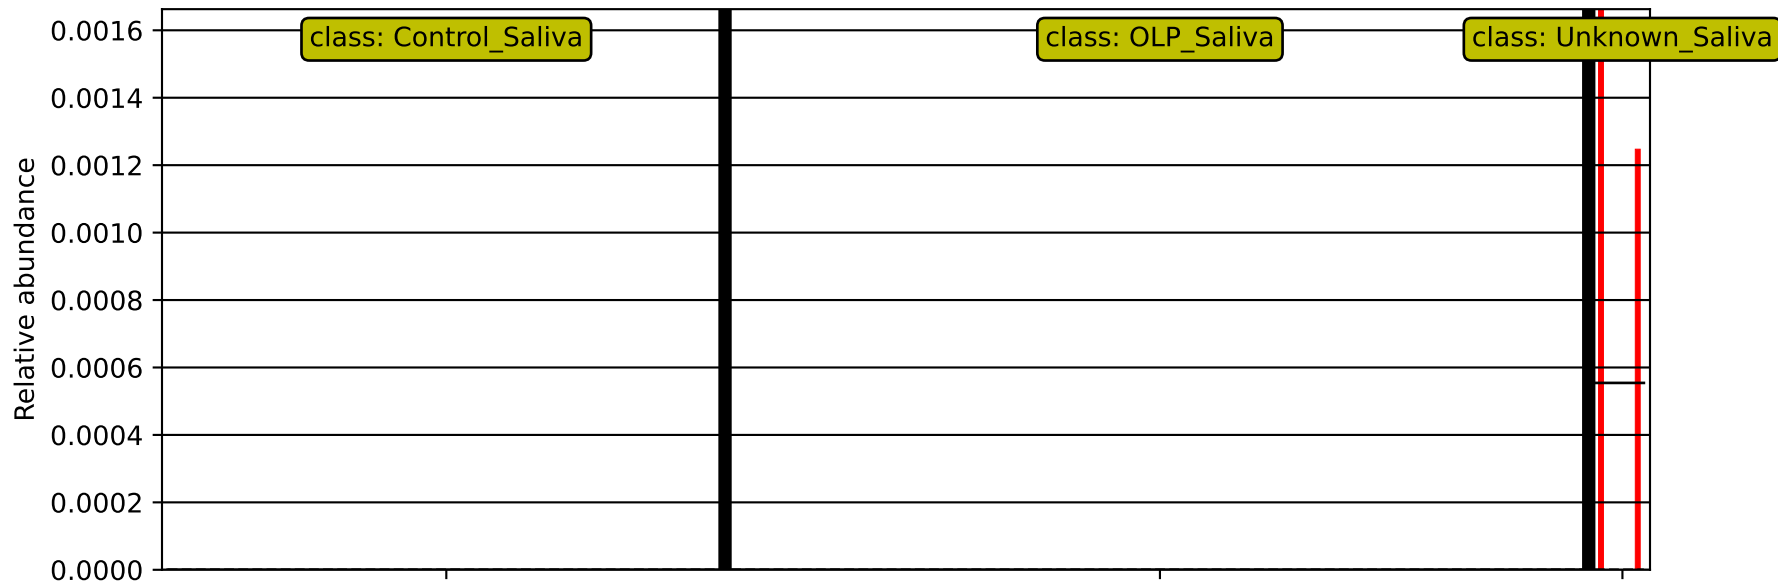 class: Control_Saliva
class: OLP_Saliva
class: Unknown_Saliva
Relative abundance
0.0016
0.0014
0.0012
0.0010
0.0008
0.0006
0.0004
0.0002
0.0000